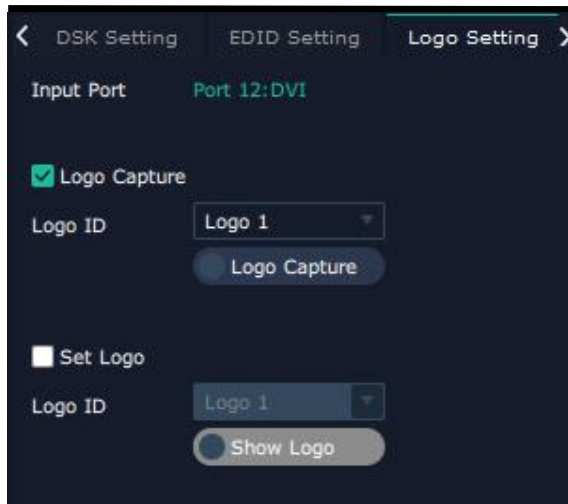 DSK Setting EDID Setting Logo Setting
Input Port Port 12:DVI
Logo Capture
Logo ID Logo 1
Logo Capture
Set Logo
Logo ID Logo 1
Show Logo